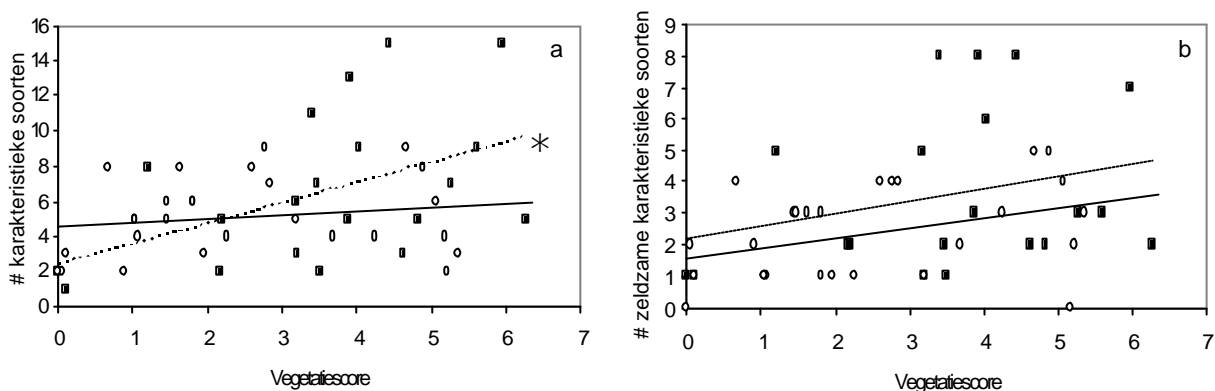 a
# karakteristieke soorten
16
14
12
10
8
6
4
2
0
0 1 2 3 4 5 6 7
Vegetatiescore
b
# zeldzame karakteristieke soorten
9
8
7
6
5
4
3
2
1
0
0 1 2 3 4 5 6 7
Vegetatiescore